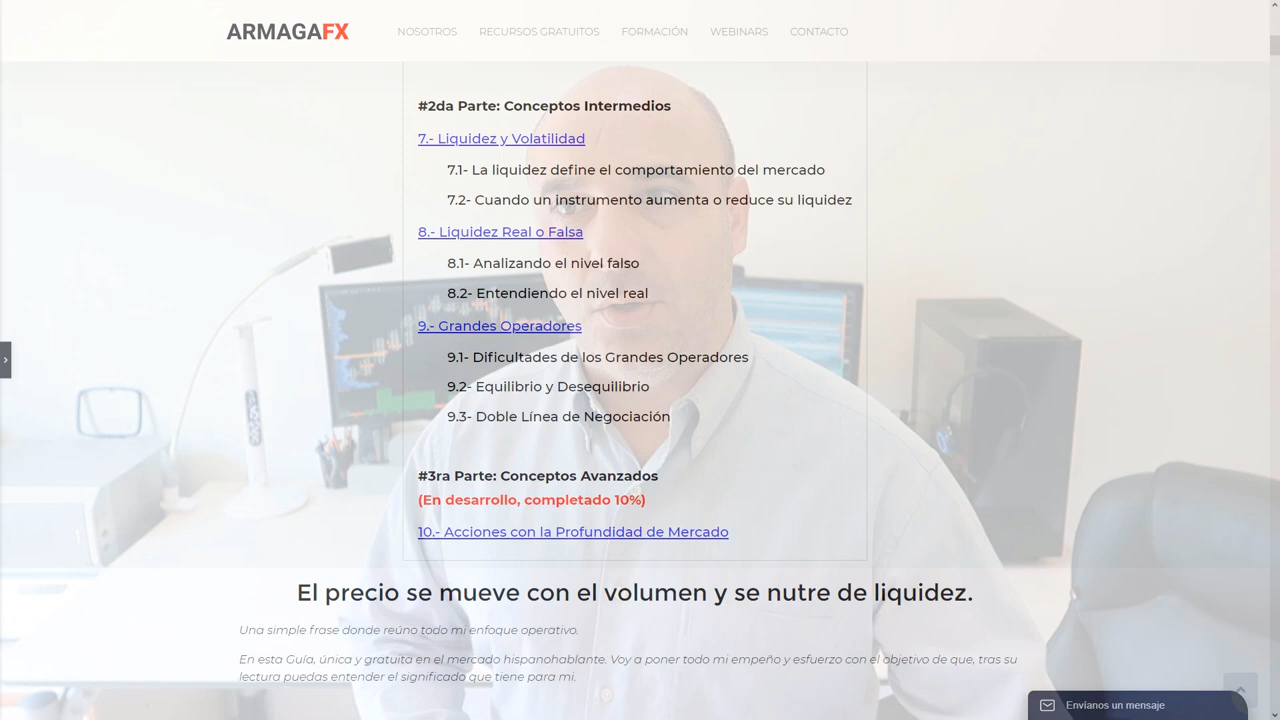 ARMAGAFX
NOSOTROS RECURSOS GRATUITOS FORMACIÓN WEBINARS CONTACTO
#2da Parte: Conceptos Intermedios
7.- Liquidez y Volatilidad
7.1- La liquidez define el comportamiento del mercado
7.2- Cuando un instrumento aumenta o reduce su liquidez
8.- Liquidez Real o Falsa
8.1- Analizando el nivel falso
8.2- Entendiendo el nivel real
9.- Grandes Operadores
9.1- Dificultades de los Grandes Operadores
9.2- Equilibrio y Desequilibrio
9.3- Doble Línea de Negociación
#3ra Parte: Conceptos Avanzados
(En desarrollo, completado 10%)
10.- Acciones con la Profundidad de Mercado
El precio se mueve con el volumen y se nutre de liquidez.
Una simple frase donde reúno todo mi enfoque operativo.
En esta Guía, única y gratuita en el mercado hispanohablante. Voy a poner todo mi empeño y esfuerzo con el objetivo de que, tras su
lectura puedas entender el significado que tiene para mi.
Envíanos un mensaje